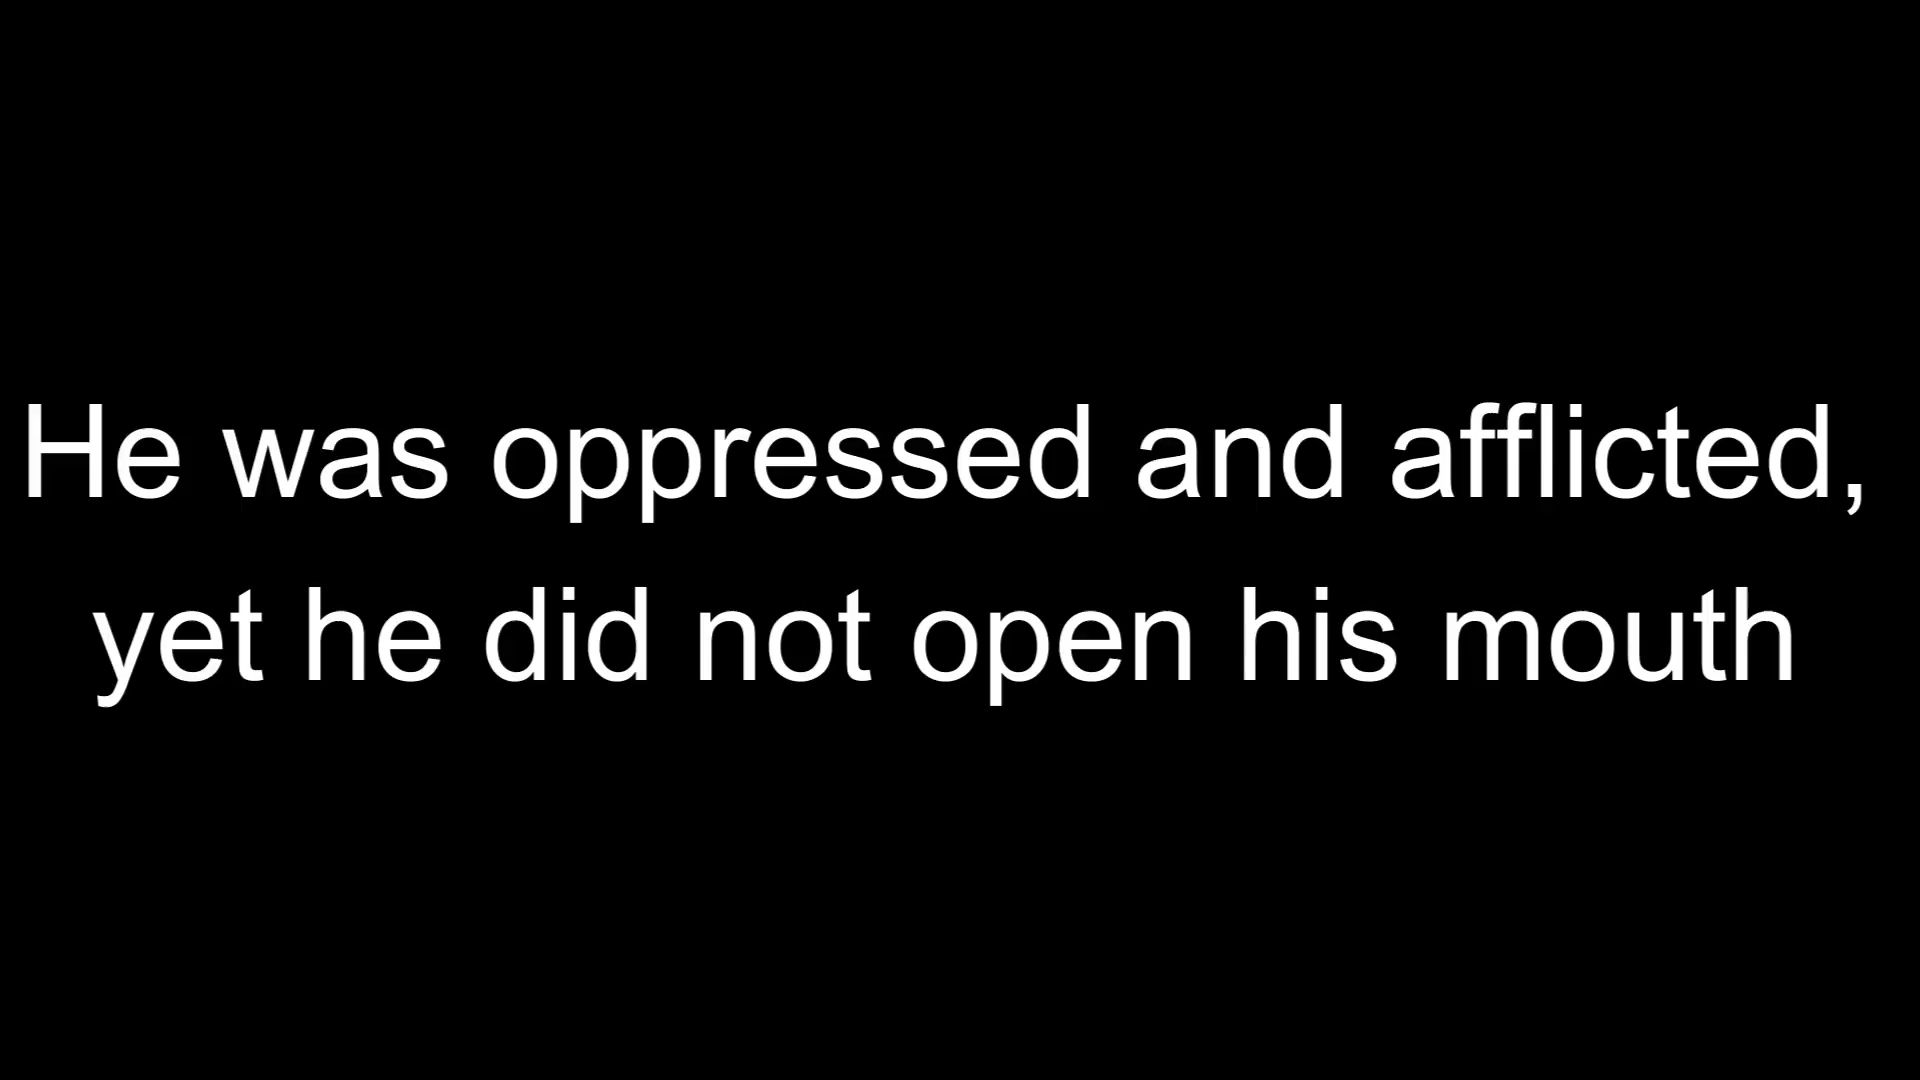 He was oppressed and afflicted,
yet he did not open his mouth